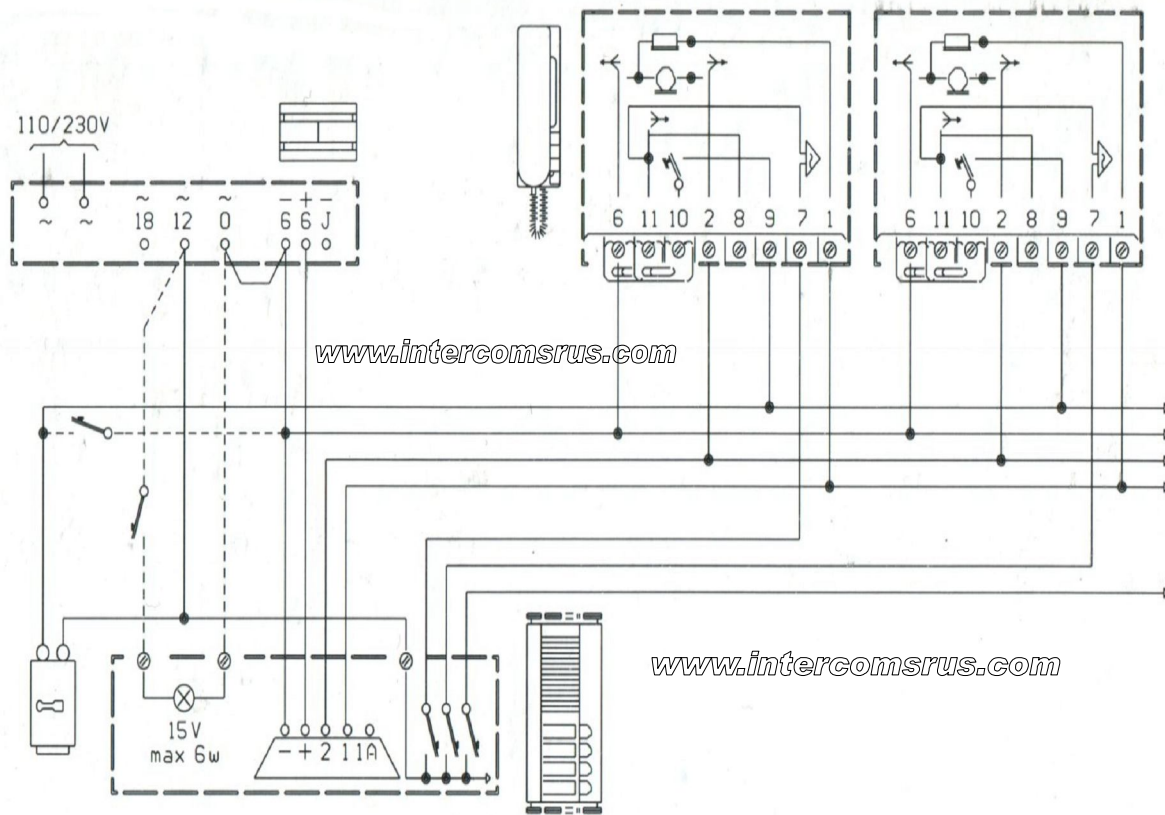 110/230V
~ ~ ~ ~ ~ - + -
18 12 0 6 6 J
6 11 10 2 8 9 7 1
6 11 10 2 8 9 7 1
www.intercomsrus.com
www.intercomsrus.com
15V
max 6w
- + 2 1 1A